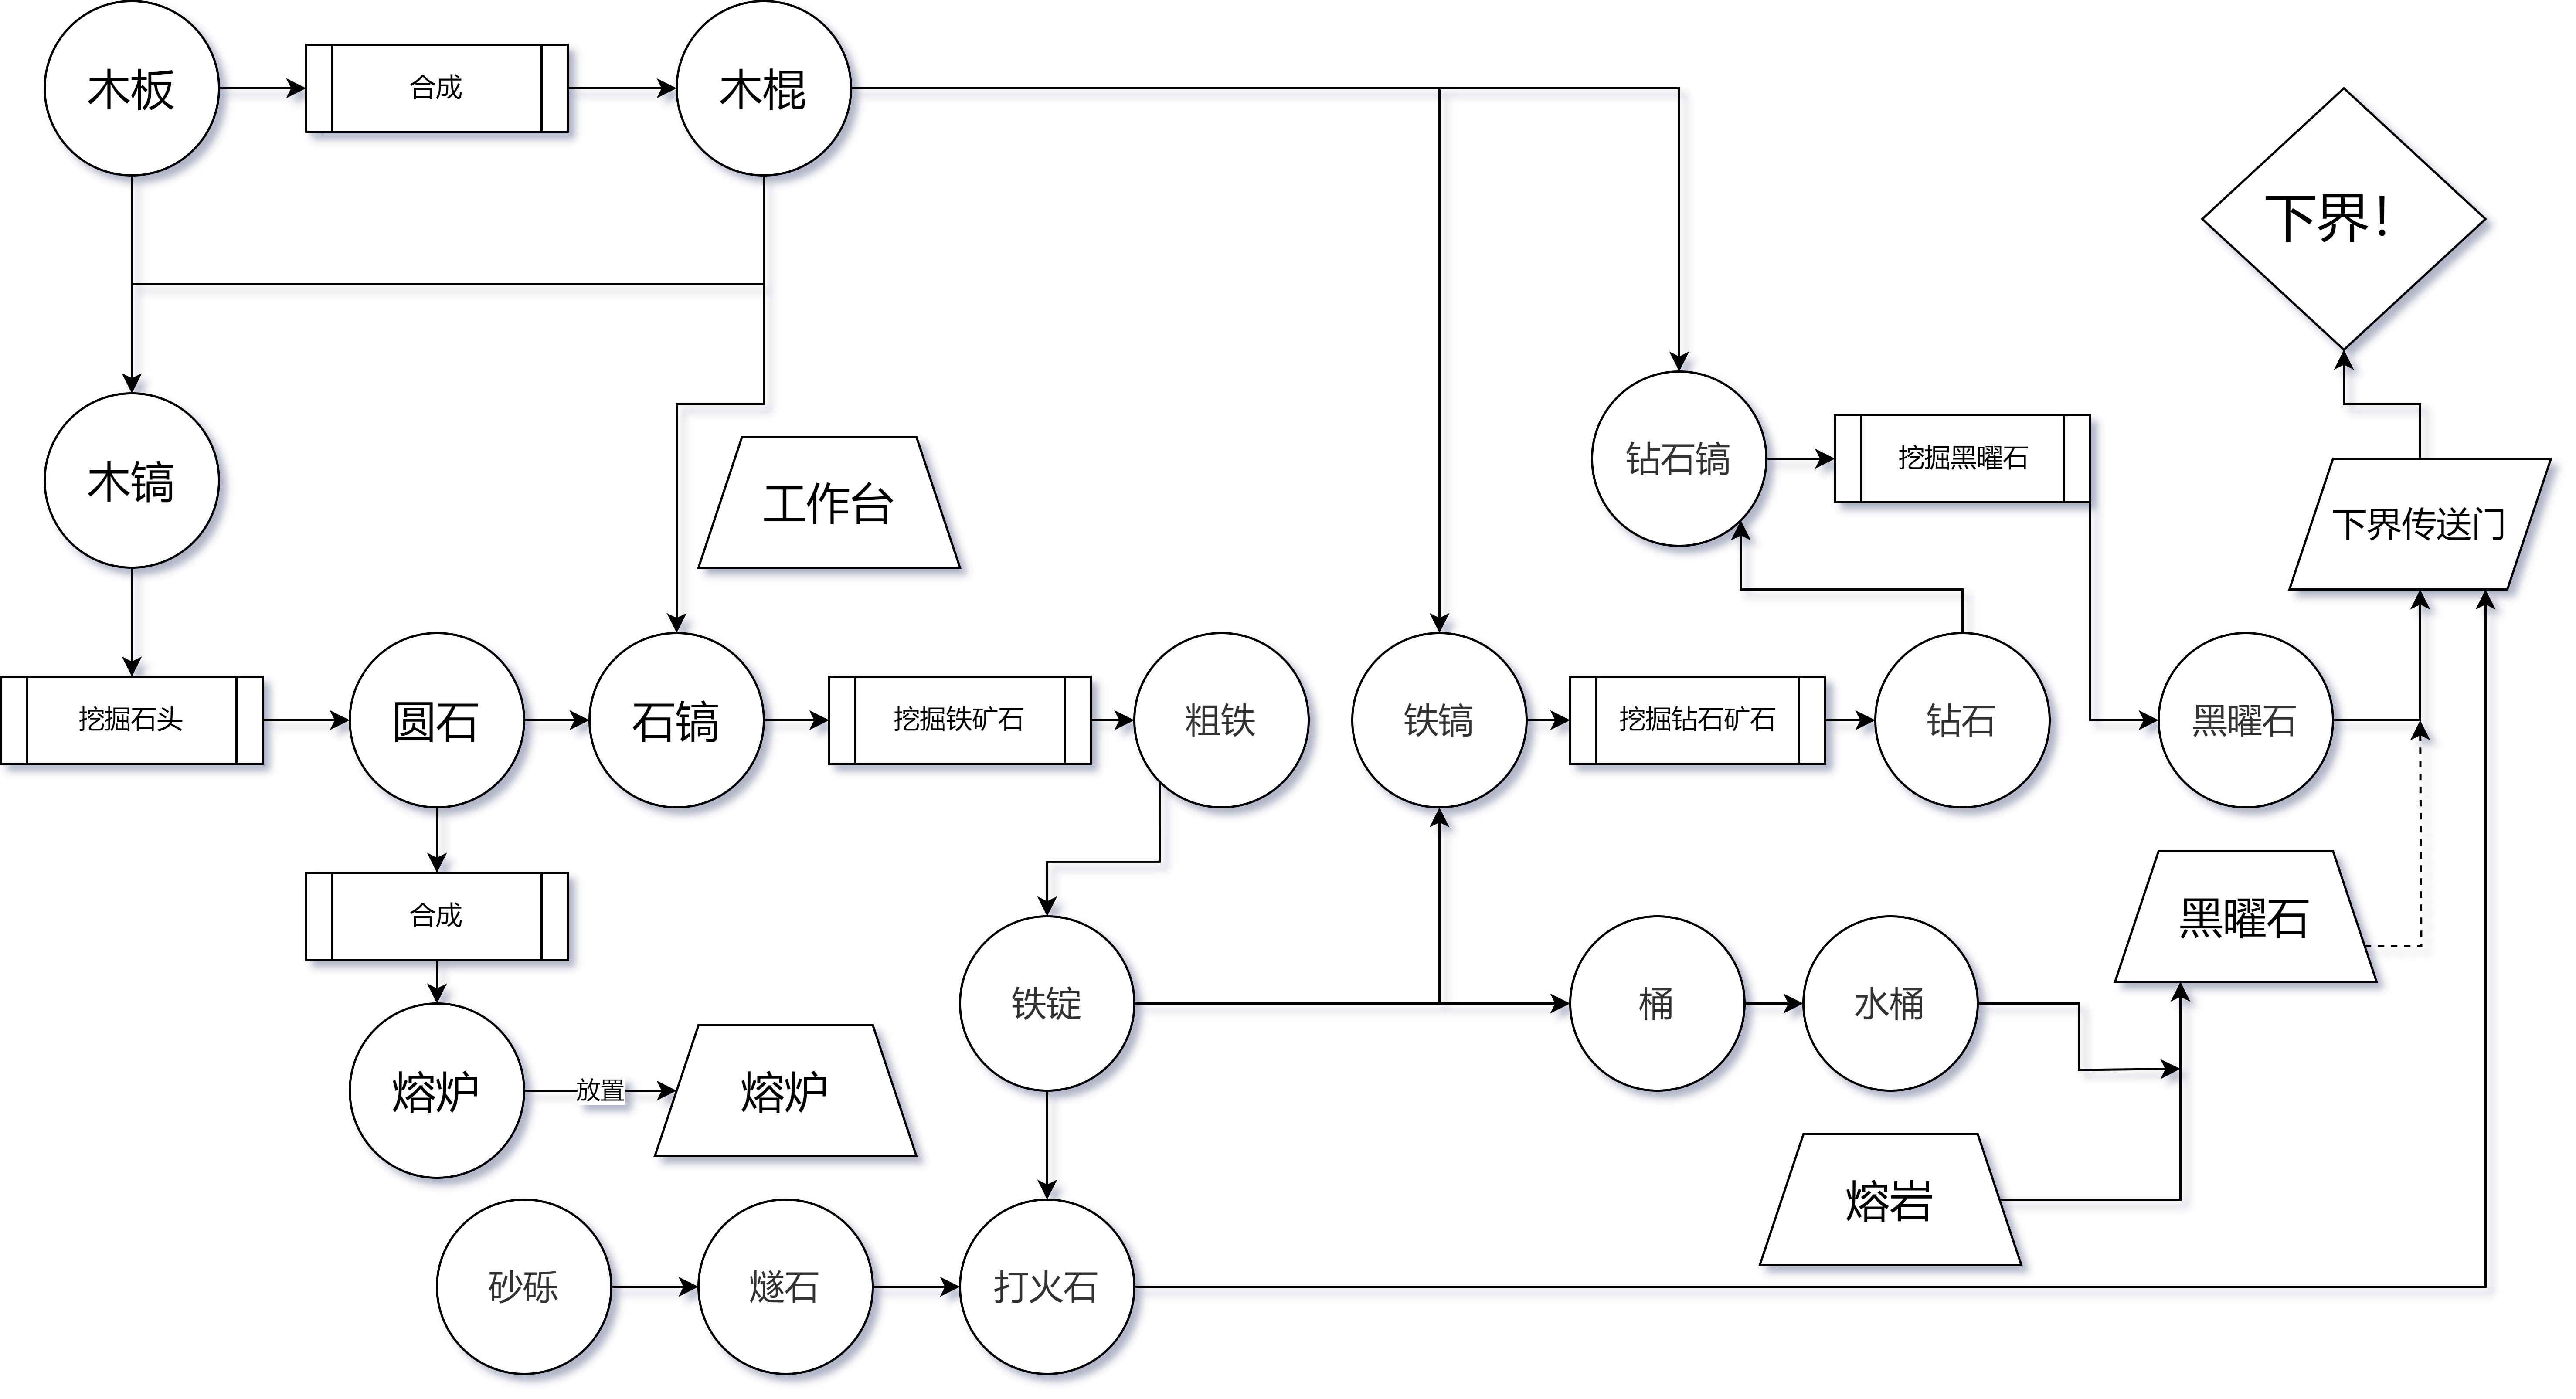 木板
合成
木棍
下界！
木镐
工作台
钻石镐
挖掘黑曜石
下界传送门
挖掘石头
圆石
石镐
挖掘铁矿石
粗铁
铁镐
挖掘钻石矿石
钻石
黑曜石
合成
黑曜石
铁锭
桶
水桶
熔炉
放置
熔炉
熔岩
砂砾
燧石
打火石